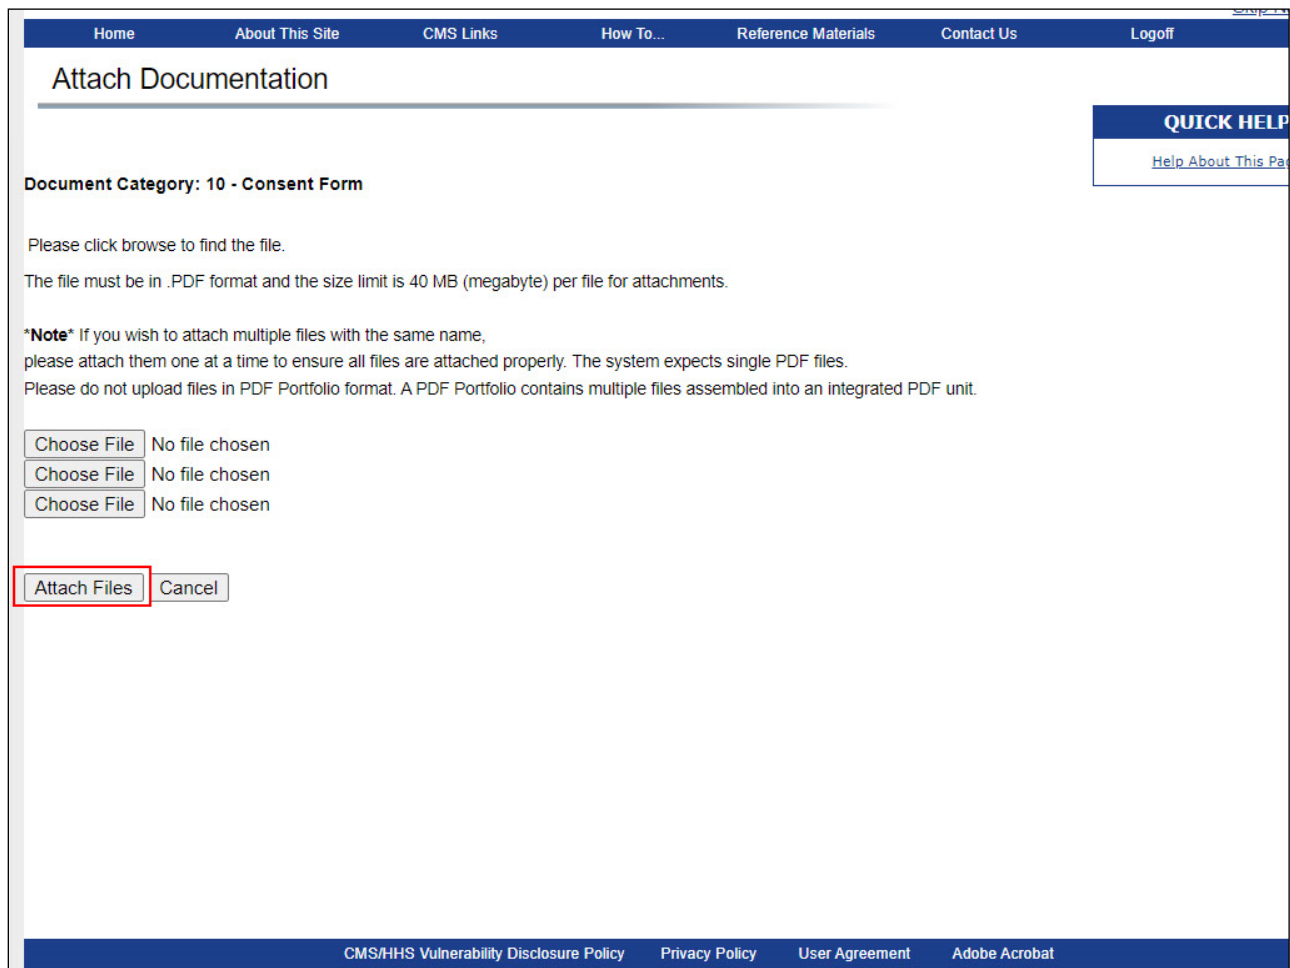 Home About This Site CMS Links How To... Reference Materials Contact Us Logoff
Attach Documentation
QUICK HELP
Help About This
Document Category: 10 - Consent Form
Please click browse to find the file.
The file must be in .PDF format and the size limit is 40 MB (megabyte) per file for attachments.
*Note* If you wish to attach multiple files with the same name,
please attach them one at a time to ensure all files are attached properly. The system expects single PDF files.
Please do not upload files in PDF Portfolio format. A PDF Portfolio contains multiple files assembled into an integrated PDF unit.
Choose File No file chosen
Choose File No file chosen
Choose File No file chosen
Attach Files Cancel
CMS/HHS Vulnerability Disclosure Policy Privacy Policy User Agreement Adobe Acrobat